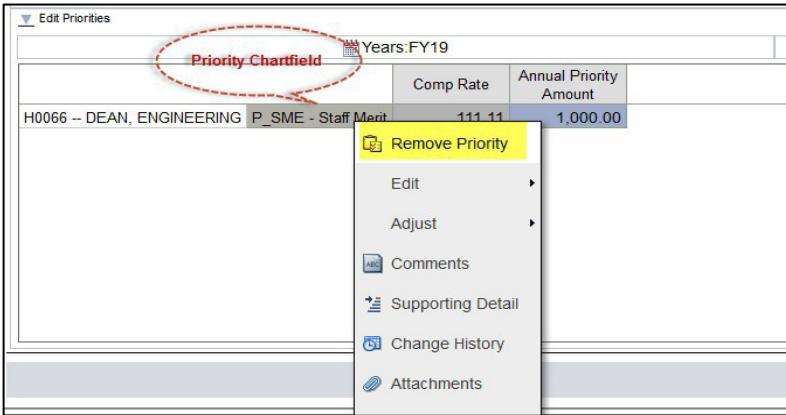 Edit Priorities
Priority Chartfield
Years:FY19
Comp Rate
Annual Priority
Amount
H0066 -- DEAN, ENGINEERING P_SME - Staff Merit 111.11 1,000.00
Remove Priority
Edit
Adjust
ABC Comments
Supporting Detail
Change History
Attachments